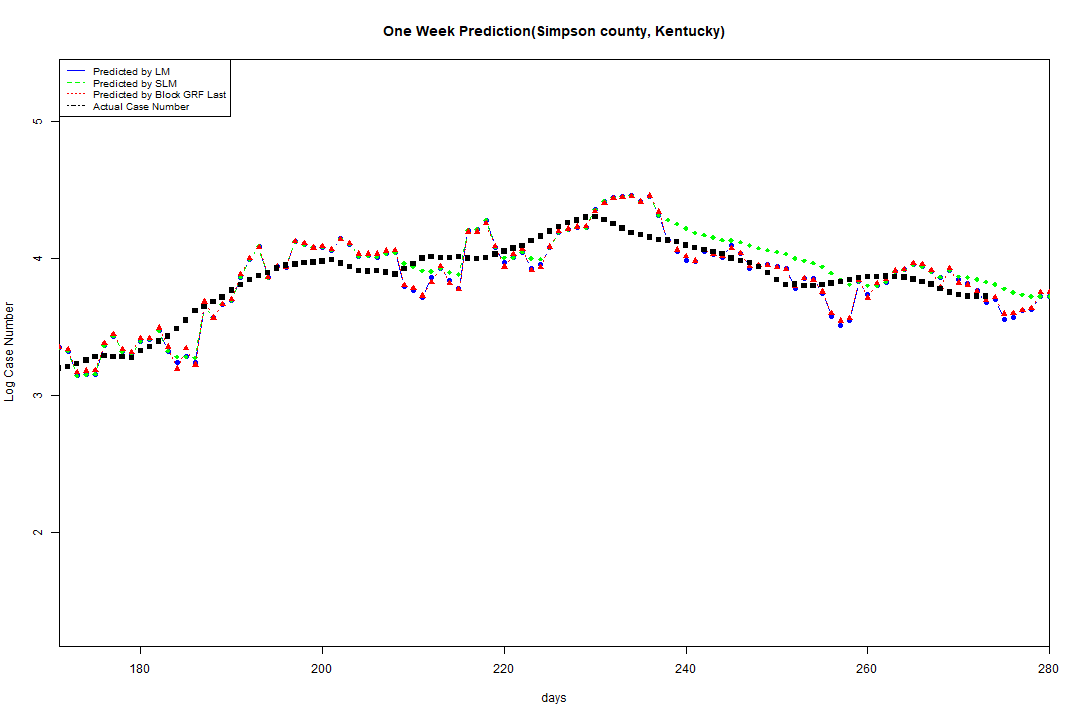 One Week Prediction(Simpson county, Kentucky)
Predicted by LM
Predicted by SLM
Predicted by Block GRF Last
Actual Case Number
5
4
3
2
Log Case Number
180 200 220 240 260 280
days